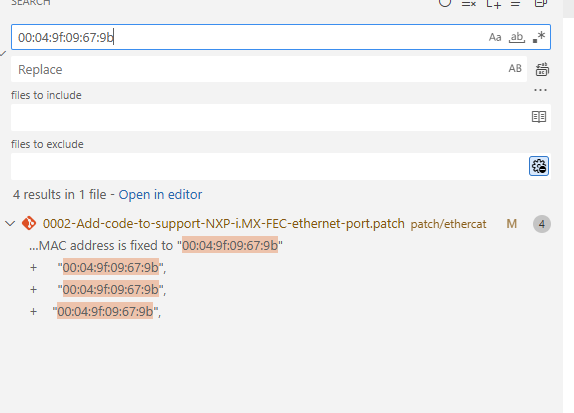 SEARCH
00:04:9f:09:67:9b
Aa ab .*
Replace
AB
files to include
files to exclude
4 results in 1 file - Open in editor
0002-Add-code-to-support-NXP-i.MX-FEC-ethernet-port.patch patch/ethercat M 4
...MAC address is fixed to "00:04:9f:09:67:9b"
+ "00:04:9f:09:67:9b",
+ "00:04:9f:09:67:9b",
+ "00:04:9f:09:67:9b",